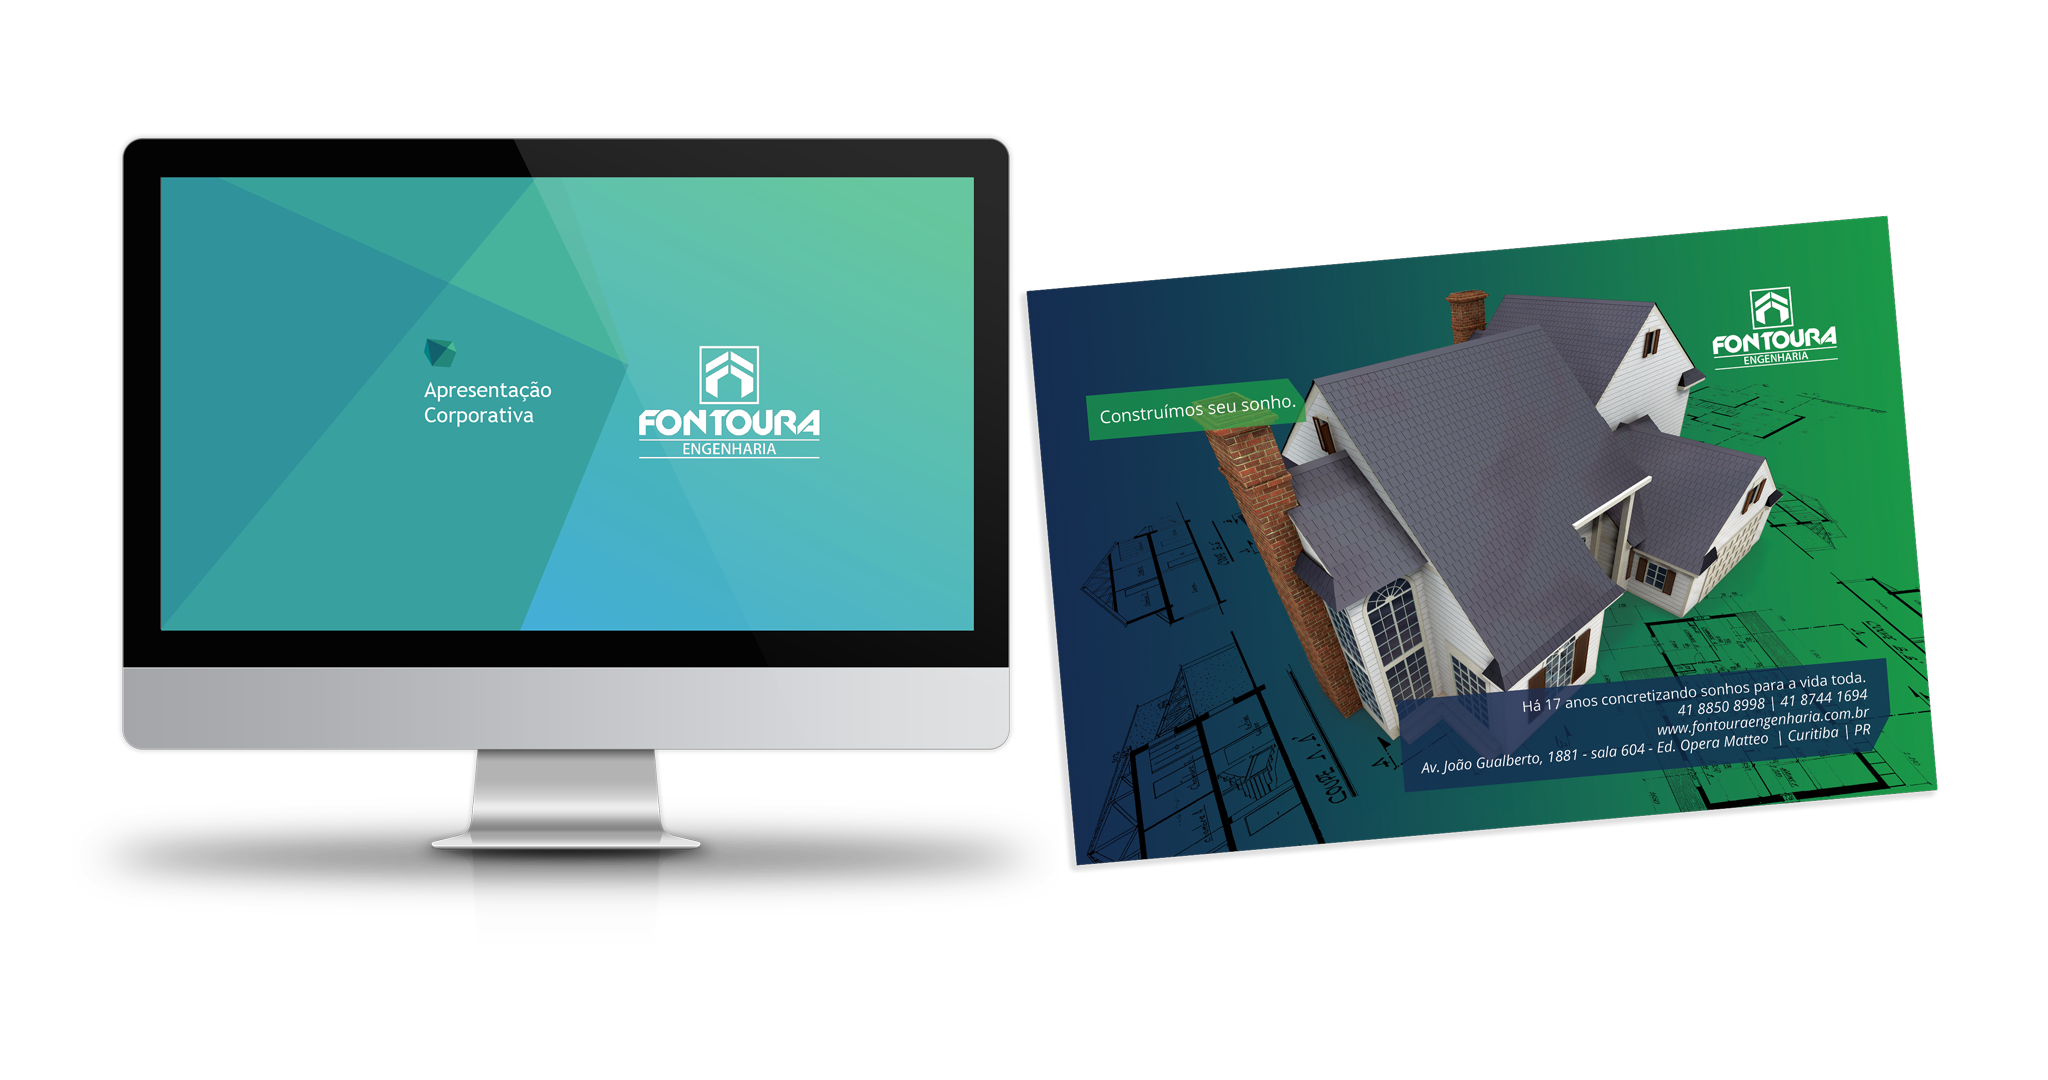 Apresentação
Corporativa
FONTOURA
ENGENHARIA
FONTOURA
ENGENHARIA
Construímos seu sonho.
Há 17 anos concretizando sonhos para a vida toda.
41 8850 8998 | 41 8744 1694
www.fontouraengenharia.com.br
Av. João Gualberto, 1881 - sala 604 - Ed. Opera Matteo | Curitiba | PR
CORTE A.A'